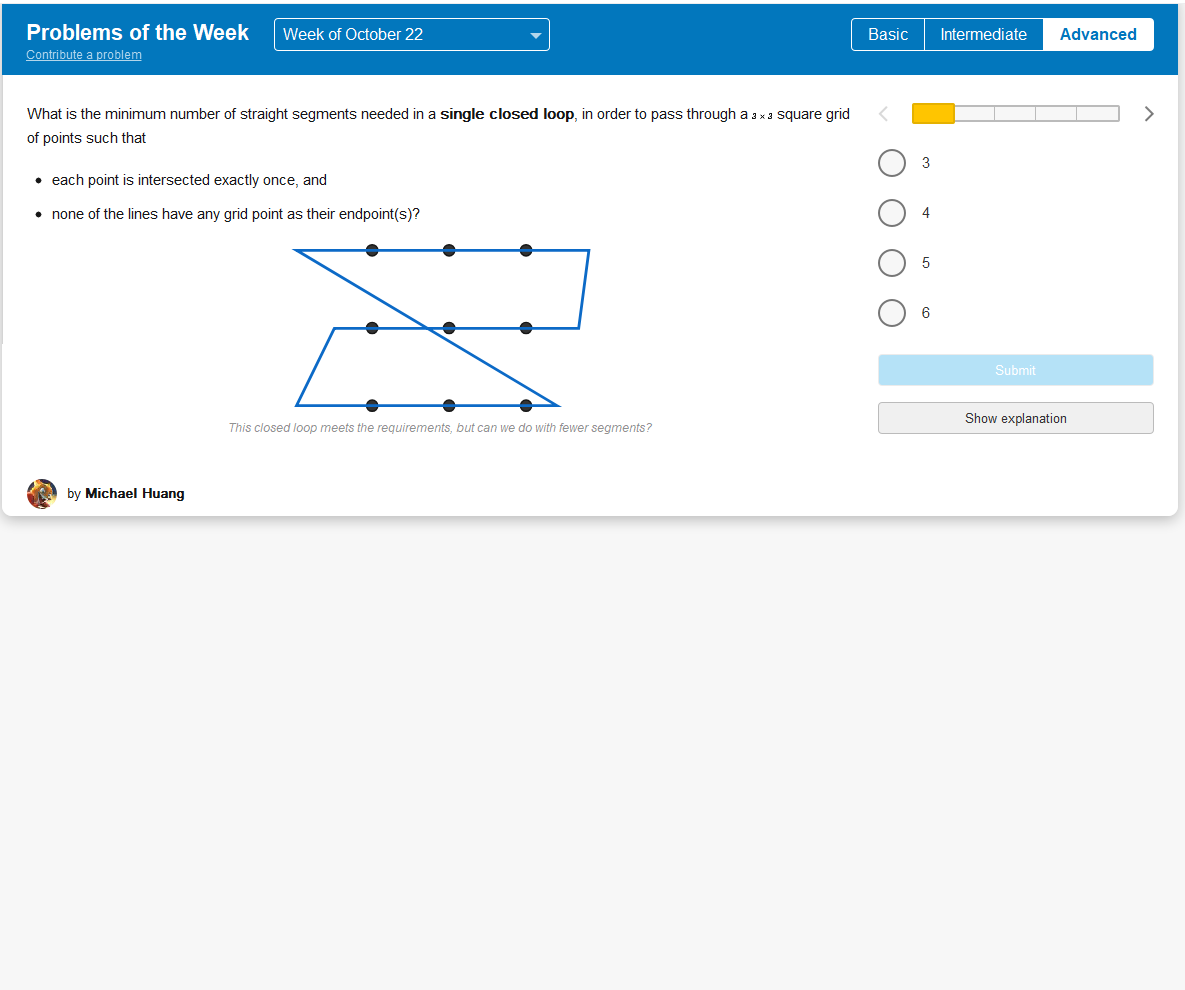 Problems of the Week
Week of October 22
Basic
Intermediate
Advanced
Contribute a problem
What is the minimum number of straight segments needed in a single closed loop, in order to pass through a 3 × 3 square grid
of points such that
• each point is intersected exactly once, and
• none of the lines have any grid point as their endpoint(s)?
This closed loop meets the requirements, but can we do with fewer segments?
by Michael Huang
3
4
5
6
Submit
Show explanation